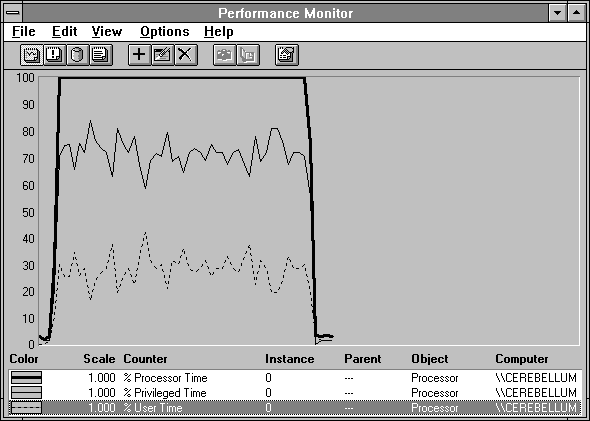 Performance Monitor
File Edit View Options Help
100
90
80
70
60
50
40
30
20
10
0
Color Scale Counter Instance Parent Object Computer
1.000 % Processor Time 0 --- Processor \\CEREBELLUM
1.000 % Privileged Time 0 --- Processor \\CEREBELLUM
1.000 % User Time 0 --- Processor \\CEREBELLUM